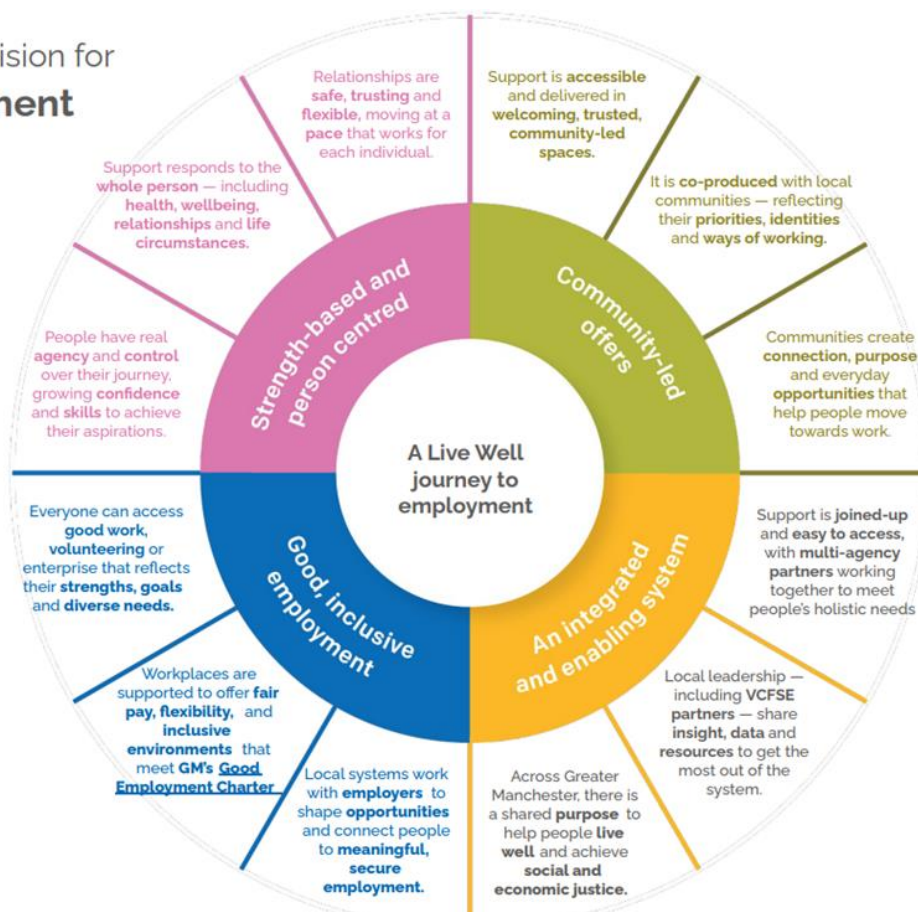 ision for
ment
Relationships are
safe, trusting and
flexible, moving at a
pace that works for
each individual.
Support is accessible
and delivered in
welcoming, trusted,
community-led
spaces.
Support responds to the
whole person — including
health, wellbeing,
relationships and life
circumstances.
It is co-produced with local
communities — reflecting
their priorities, identities
and ways of working.
People have real
agency and control
over their journey,
growing confidence
and skills to achieve
their aspirations.
Strength-based and
person centred
Community-led
offers
Communities create
connection, purpose
and everyday
opportunities that
help people move
towards work.
A Live Well
journey to
employment
Everyone can access
good work,
volunteering or
enterprise that reflects
their strengths, goals
and diverse needs.
Good, inclusive
employment
An integrated
and enabling system
Support is joined-up
and easy to access,
with multi-agency
partners working
together to meet
people's holistic needs
Workplaces are
supported to offer fair
pay, flexibility, and
inclusive
environments that
meet GM's Good
Employment Charter
Local leadership —
including VCFSE
partners — share
insight, data and
resources to get the
most out of the
system.
Local systems work
with employers to
shape opportunities
and connect people
to meaningful,
secure
employment.
Across Greater
Manchester, there is
a shared purpose to
help people live
well and achieve
social and
economic justice.